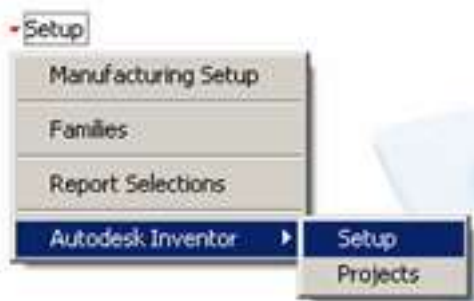 Setup
Manufacturing Setup
Families
Report Selections
Autodesk Inventor
Setup
Projects